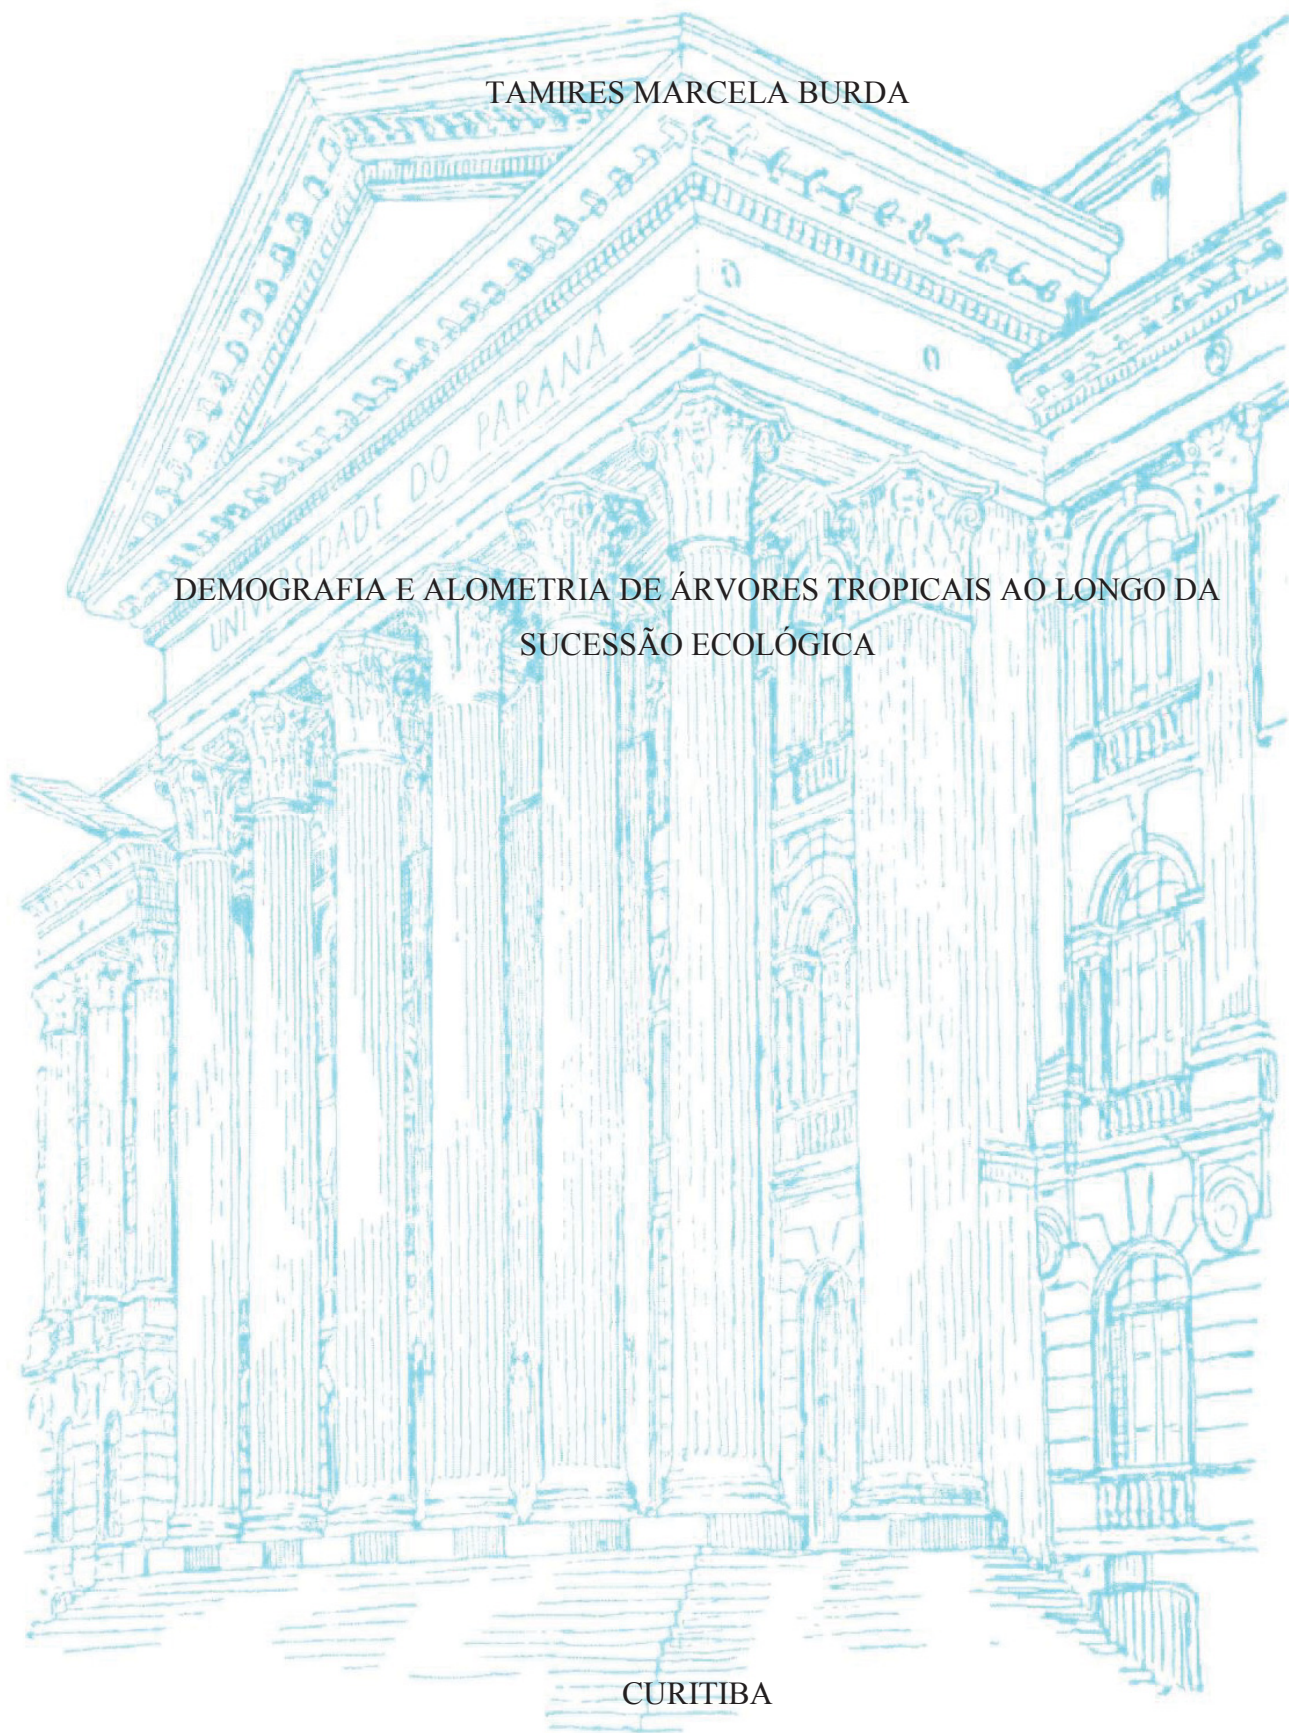 TAMIRES MARCELA BURDA
UNIVERSIDADE DO PARANÁ
DEMOGRAFIA E ALOMETRIA DE ÁRVORES TROPICAIS AO LONGO DA
SUCESSÃO ECOLÓGICA
CURITIBA